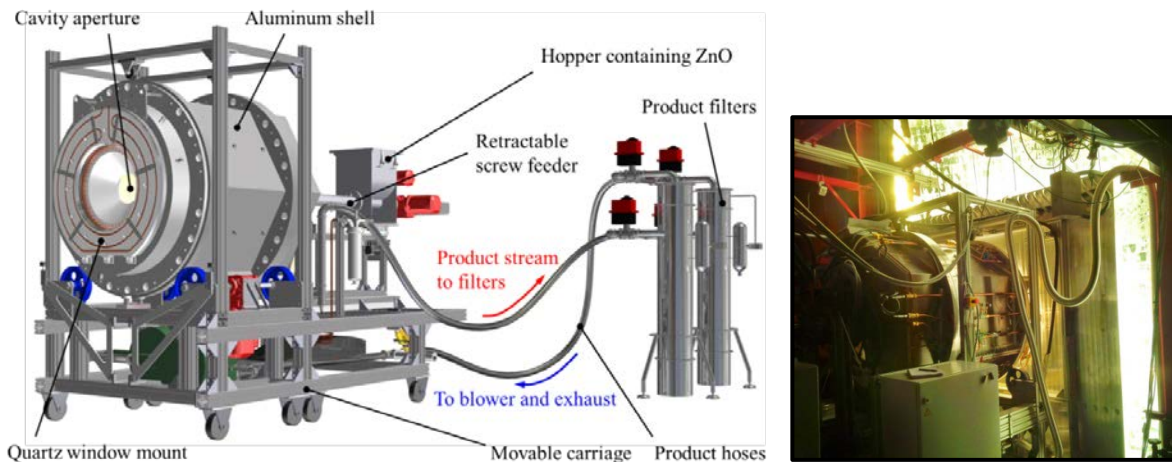 Cavity aperture
Aluminum shell
Hopper containing ZnO
Product filters
Retractable
screw feeder
Product stream
to filters
To blower and exhaust
Quartz window mount
Movable carriage
Product hoses